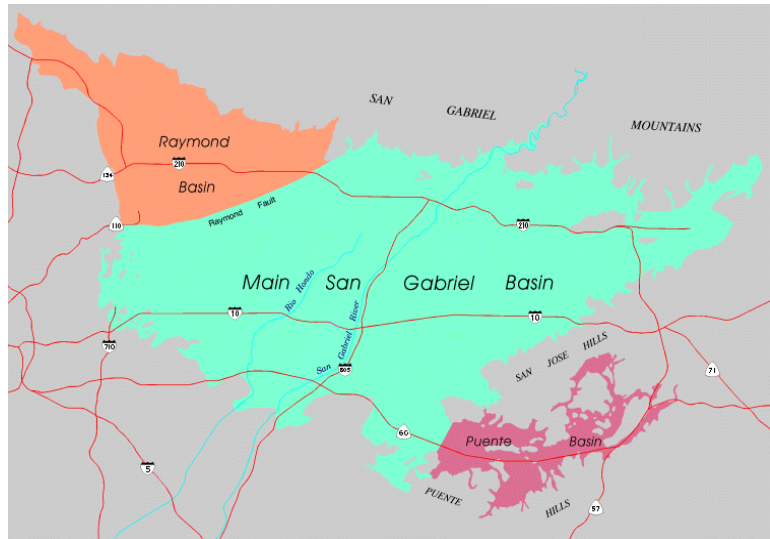 SAN GABRIEL MOUNTAINS
Raymond
210
Basin
134
Raymond Fault
110
210
Main San Gabriel Basin
Rio Hondo
San Gabriel River
10
10
710
605
SAN JOSE HILLS
71
60
Puente Basin
5
PUENTE HILLS
57